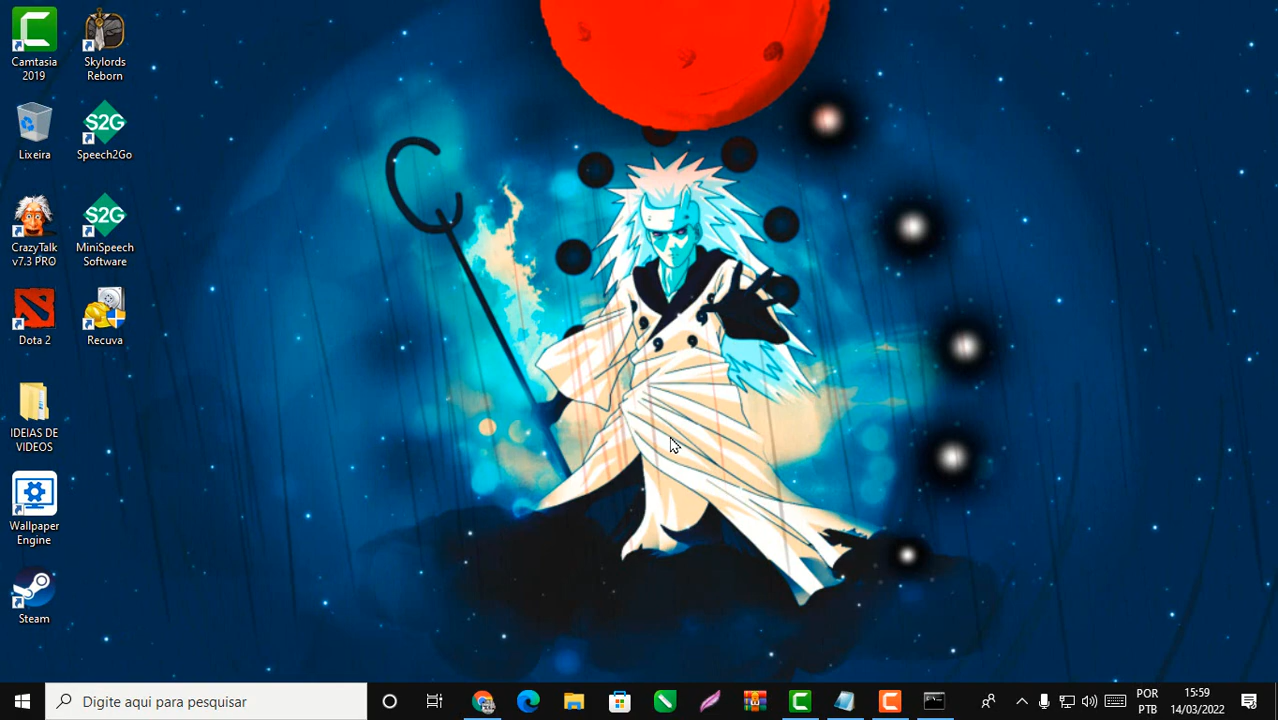 Camtasia
2019
Skylords
Reborn
Lixeira
S2G
Speech2Go
CrazyTalk
v7.3 PRO
S2G
MiniSpeech
Software
Dota 2
Recuva
IDEIAS DE
VIDEOS
Wallpaper
Engine
Steam
Digite aqui para pesquisar
POR
PTB
15:59
14/03/2022